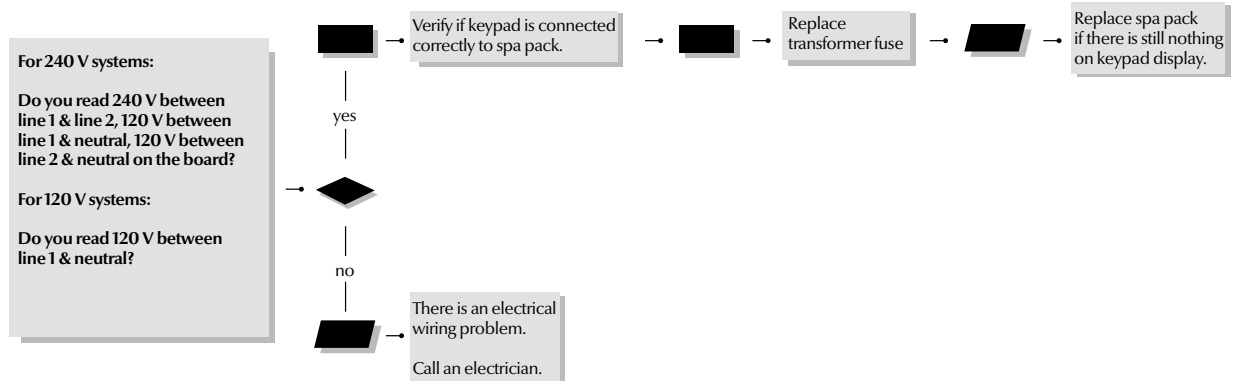 For 240 V systems:
Do you read 240 V between
line 1 & line 2, 120 V between
line 1 & neutral, 120 V between
line 2 & neutral on the board?
For 120 V systems:
Do you read 120 V between
line 1 & neutral?
yes
Verify if keypad is connected
correctly to spa pack.
Replace
transformer fuse
Replace spa pack
if there is still nothing
on keypad display.
no
There is an electrical
wiring problem.
Call an electrician.